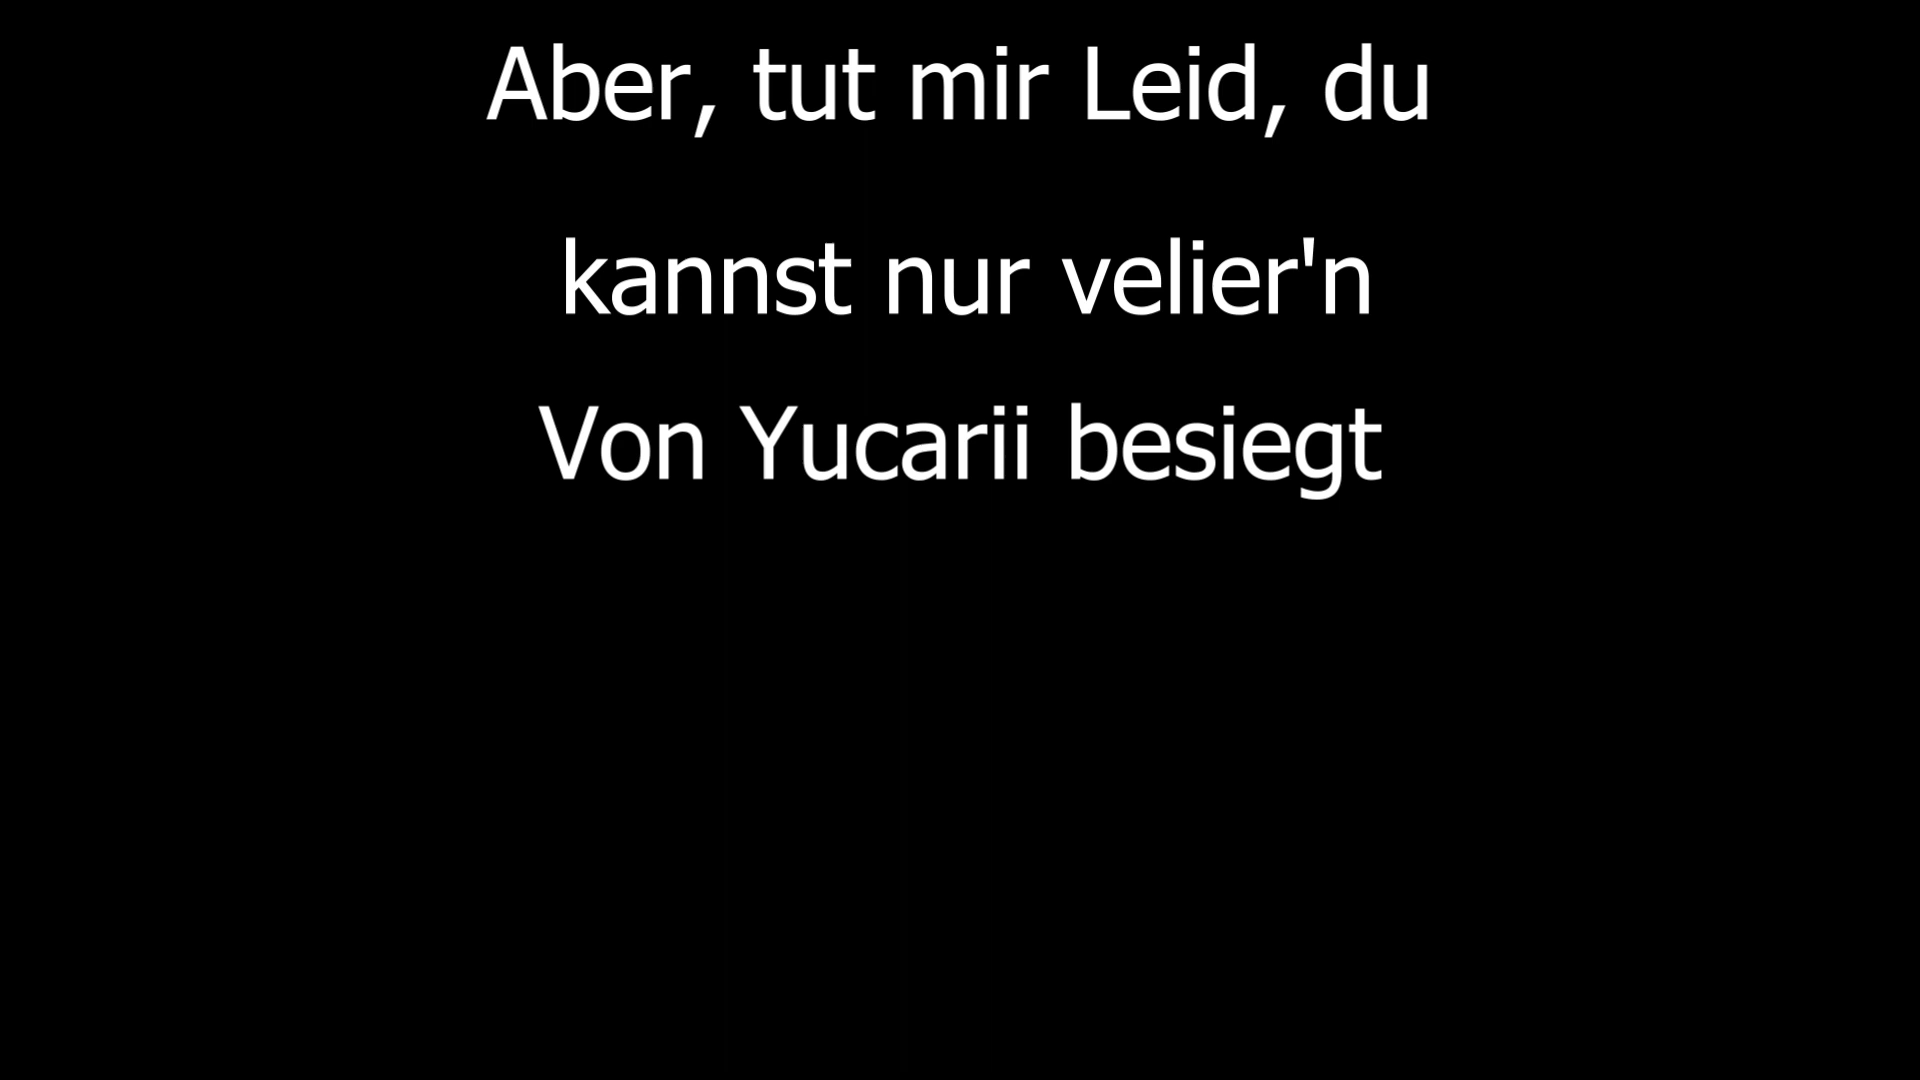 Aber, tut mir Leid, du
kannst nur velier'n
Von Yucarii besiegt